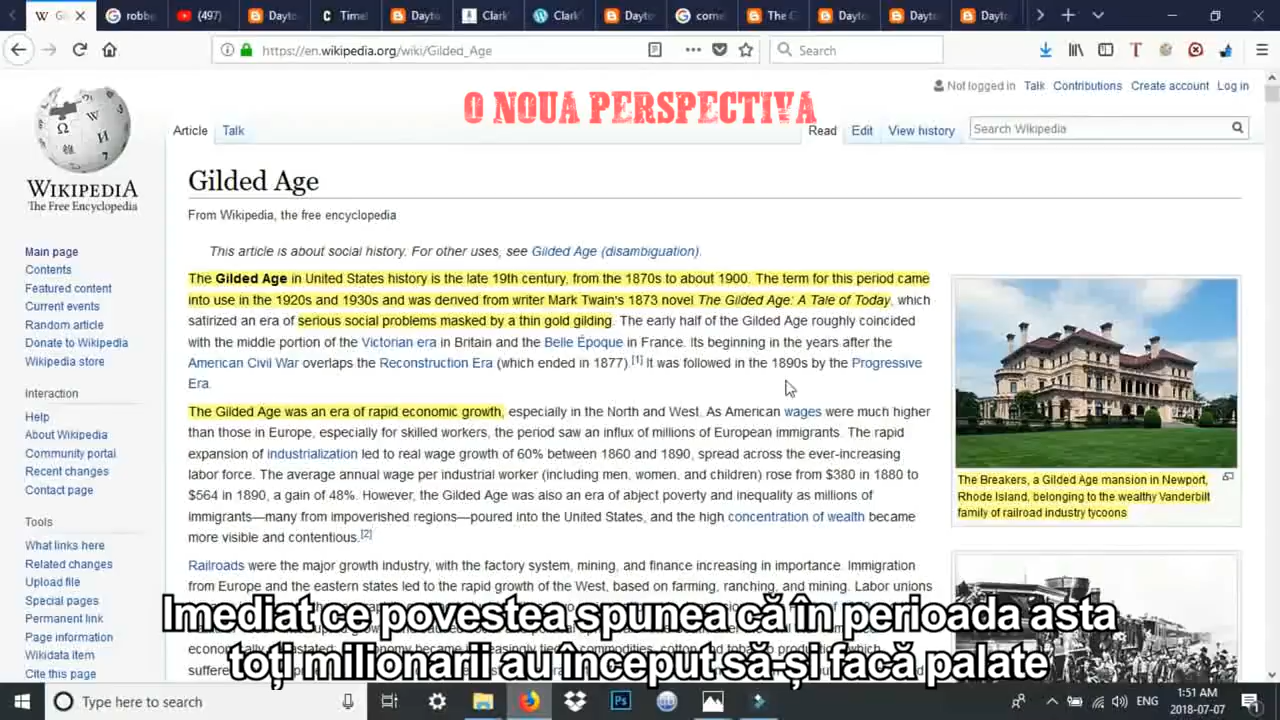 Gi
robbe
(497)
Dayto
Timel
Dayto
Clark
Clark
Dayto
corne
The G
Dayto
Dayto
Dayto
https://en.wikipedia.org/wiki/Gilded_Age
Search
Not logged in Talk Contributions Create account Log in
O NOUA PERSPECTIVA
Article Talk
Read Edit View history
Search Wikipedia
WIKIPEDIA
The Free Encyclopedia
Main page
Contents
Featured content
Current events
Random article
Donate to Wikipedia
Wikipedia store
Interaction
Help
About Wikipedia
Community portal
Recent changes
Contact page
Tools
What links here
Related changes
Upload file
Special pages
Permanent link
Page information
Wikidata item
Cite this page
Gilded Age
From Wikipedia, the free encyclopedia
This article is about social history. For other uses, see Gilded Age (disambiguation).
The Gilded Age in United States history is the late 19th century, from the 1870s to about 1900. The term for this period came
into use in the 1920s and 1930s and was derived from writer Mark Twain's 1873 novel The Gilded Age: A Tale of Today, which
satirized an era of serious social problems masked by a thin gold gilding. The early half of the Gilded Age roughly coincided
with the middle portion of the Victorian era in Britain and the Belle Époque in France. Its beginning in the years after the
American Civil War overlaps the Reconstruction Era (which ended in 1877).[1] It was followed in the 1890s by the Progressive
Era.
The Gilded Age was an era of rapid economic growth, especially in the North and West. As American wages were much higher
than those in Europe, especially for skilled workers, the period saw an influx of millions of European immigrants. The rapid
expansion of industrialization led to real wage growth of 60% between 1860 and 1890, spread across the ever-increasing
labor force. The average annual wage per industrial worker (including men, women, and children) rose from $380 in 1880 to
$564 in 1890, a gain of 48%. However, the Gilded Age was also an era of abject poverty and inequality as millions of
immigrants—many from impoverished regions—poured into the United States, and the high concentration of wealth became
more visible and contentious.[2]
Railroads were the major growth industry, with the factory system, mining, and finance increasing in importance. Immigration
from Europe and the eastern states led to the rapid growth of the West, based on farming, ranching, and mining. Labor unions
The Breakers, a Gilded Age mansion in Newport,
Rhode Island, belonging to the wealthy Vanderbilt
family of railroad industry tycoons
Imediat ce povestea spunea că în perioada asta
toți milionarii au început să-și facă palate
Type here to search
ENG
1:51 AM
2018-07-07